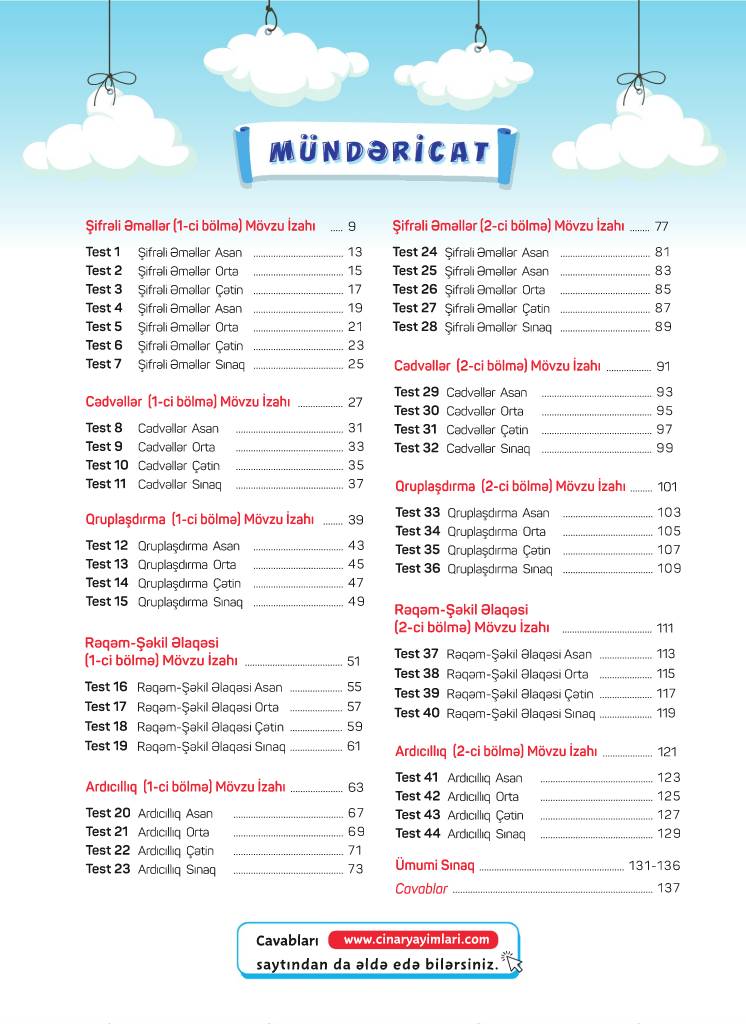 MÜNDƏRİCAT
Şifrəli Əməllər (1-ci bölmə) Mövzu İzahı ..... 9
Test 1 Şifrəli Əməllər Asan ..... 13
Test 2 Şifrəli Əməllər Orta ..... 15
Test 3 Şifrəli Əməllər Çətin ..... 17
Test 4 Şifrəli Əməllər Asan ..... 19
Test 5 Şifrəli Əməllər Orta ..... 21
Test 6 Şifrəli Əməllər Çətin ..... 23
Test 7 Şifrəli Əməllər Sınaq ..... 25
Cədvəllər (1-ci bölmə) Mövzu İzahı ..... 27
Test 8 Cədvəllər Asan ..... 31
Test 9 Cədvəllər Orta ..... 33
Test 10 Cədvəllər Çətin ..... 35
Test 11 Cədvəllər Sınaq ..... 37
Qruplaşdırma (1-ci bölmə) Mövzu İzahı ..... 39
Test 12 Qruplaşdırma Asan ..... 43
Test 13 Qruplaşdırma Orta ..... 45
Test 14 Qruplaşdırma Çətin ..... 47
Test 15 Qruplaşdırma Sınaq ..... 49
Rəqəm-Şəkil Əlaqəsi
(1-ci bölmə) Mövzu İzahı ..... 51
Test 16 Rəqəm-Şəkil Əlaqəsi Asan ..... 55
Test 17 Rəqəm-Şəkil Əlaqəsi Orta ..... 57
Test 18 Rəqəm-Şəkil Əlaqəsi Çətin ..... 59
Test 19 Rəqəm-Şəkil Əlaqəsi Sınaq ..... 61
Ardıcıllıq (1-ci bölmə) Mövzu İzahı ..... 63
Test 20 Ardıcıllıq Asan ..... 67
Test 21 Ardıcıllıq Orta ..... 69
Test 22 Ardıcıllıq Çətin ..... 71
Test 23 Ardıcıllıq Sınaq ..... 73
Şifrəli Əməllər (2-ci bölmə) Mövzu İzahı ..... 77
Test 24 Şifrəli Əməllər Asan ..... 81
Test 25 Şifrəli Əməllər Asan ..... 83
Test 26 Şifrəli Əməllər Orta ..... 85
Test 27 Şifrəli Əməllər Çətin ..... 87
Test 28 Şifrəli Əməllər Sınaq ..... 89
Cədvəllər (2-ci bölmə) Mövzu İzahı ..... 91
Test 29 Cədvəllər Asan ..... 93
Test 30 Cədvəllər Orta ..... 95
Test 31 Cədvəllər Çətin ..... 97
Test 32 Cədvəllər Sınaq ..... 99
Qruplaşdırma (2-ci bölmə) Mövzu İzahı ..... 101
Test 33 Qruplaşdırma Asan ..... 103
Test 34 Qruplaşdırma Orta ..... 105
Test 35 Qruplaşdırma Çətin ..... 107
Test 36 Qruplaşdırma Sınaq ..... 109
Rəqəm-Şəkil Əlaqəsi
(2-ci bölmə) Mövzu İzahı ..... 111
Test 37 Rəqəm-Şəkil Əlaqəsi Asan ..... 113
Test 38 Rəqəm-Şəkil Əlaqəsi Orta ..... 115
Test 39 Rəqəm-Şəkil Əlaqəsi Çətin ..... 117
Test 40 Rəqəm-Şəkil Əlaqəsi Sınaq ..... 119
Ardıcıllıq (2-ci bölmə) Mövzu İzahı ..... 121
Test 41 Ardıcıllıq Asan ..... 123
Test 42 Ardıcıllıq Orta ..... 125
Test 43 Ardıcıllıq Çətin ..... 127
Test 44 Ardıcıllıq Sınaq ..... 129
Ümumi Sınaq ..... 131-136
Cavablar ..... 137
Cavabları www.cinaryayimlari.com
saytından da əldə edə bilərsiniz.